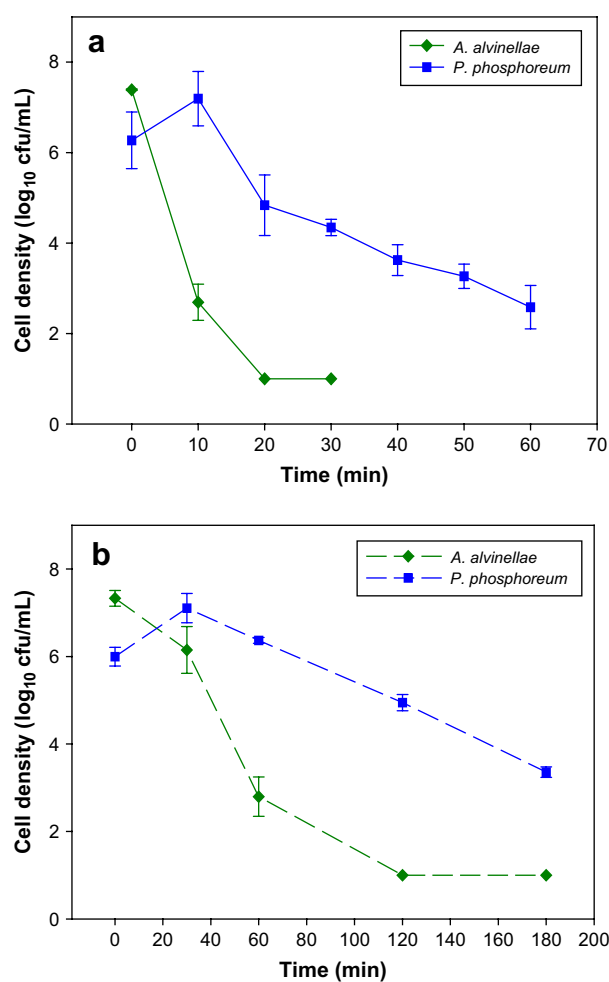 a
A. alvinellae
P. phosphoreum
8
6
4
2
0
Cell density (log10 cfu/mL)
0 10 20 30 40 50 60 70
Time (min)
b
A. alvinellae
P. phosphoreum
8
6
4
2
0
Cell density (log10 cfu/mL)
0 20 40 60 80 100 120 140 160 180 200
Time (min)